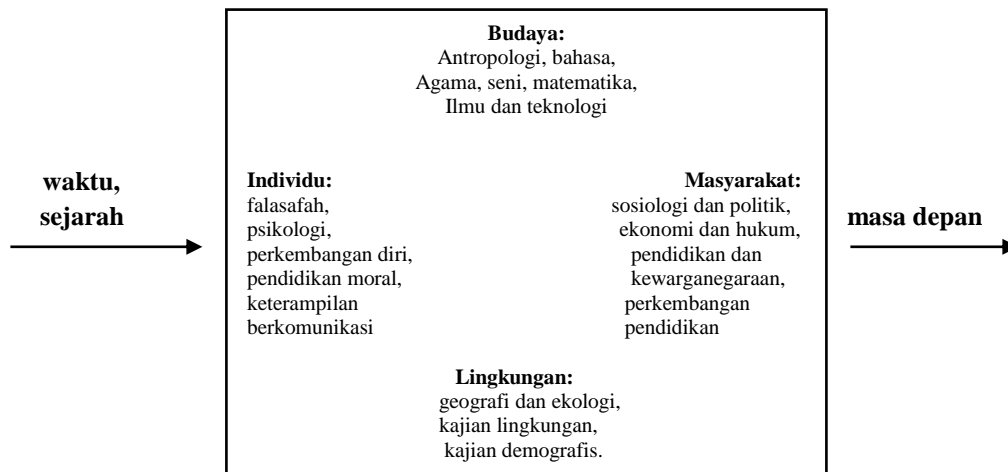 Budaya:
Antropologi, bahasa,
Agama, seni, matematika,
Ilmu dan teknologi
waktu,
sejarah
Individu:
falasafah,
psikologi,
perkembangan diri,
pendidikan moral,
keterampilan
berkomunikasi
Masyarakat:
sosiologi dan politik,
ekonomi dan hukum,
pendidikan dan
kewarganegaraan,
perkembangan
pendidikan
masa depan
Lingkungan:
geografi dan ekologi,
kajian lingkungan,
kajian demografis.